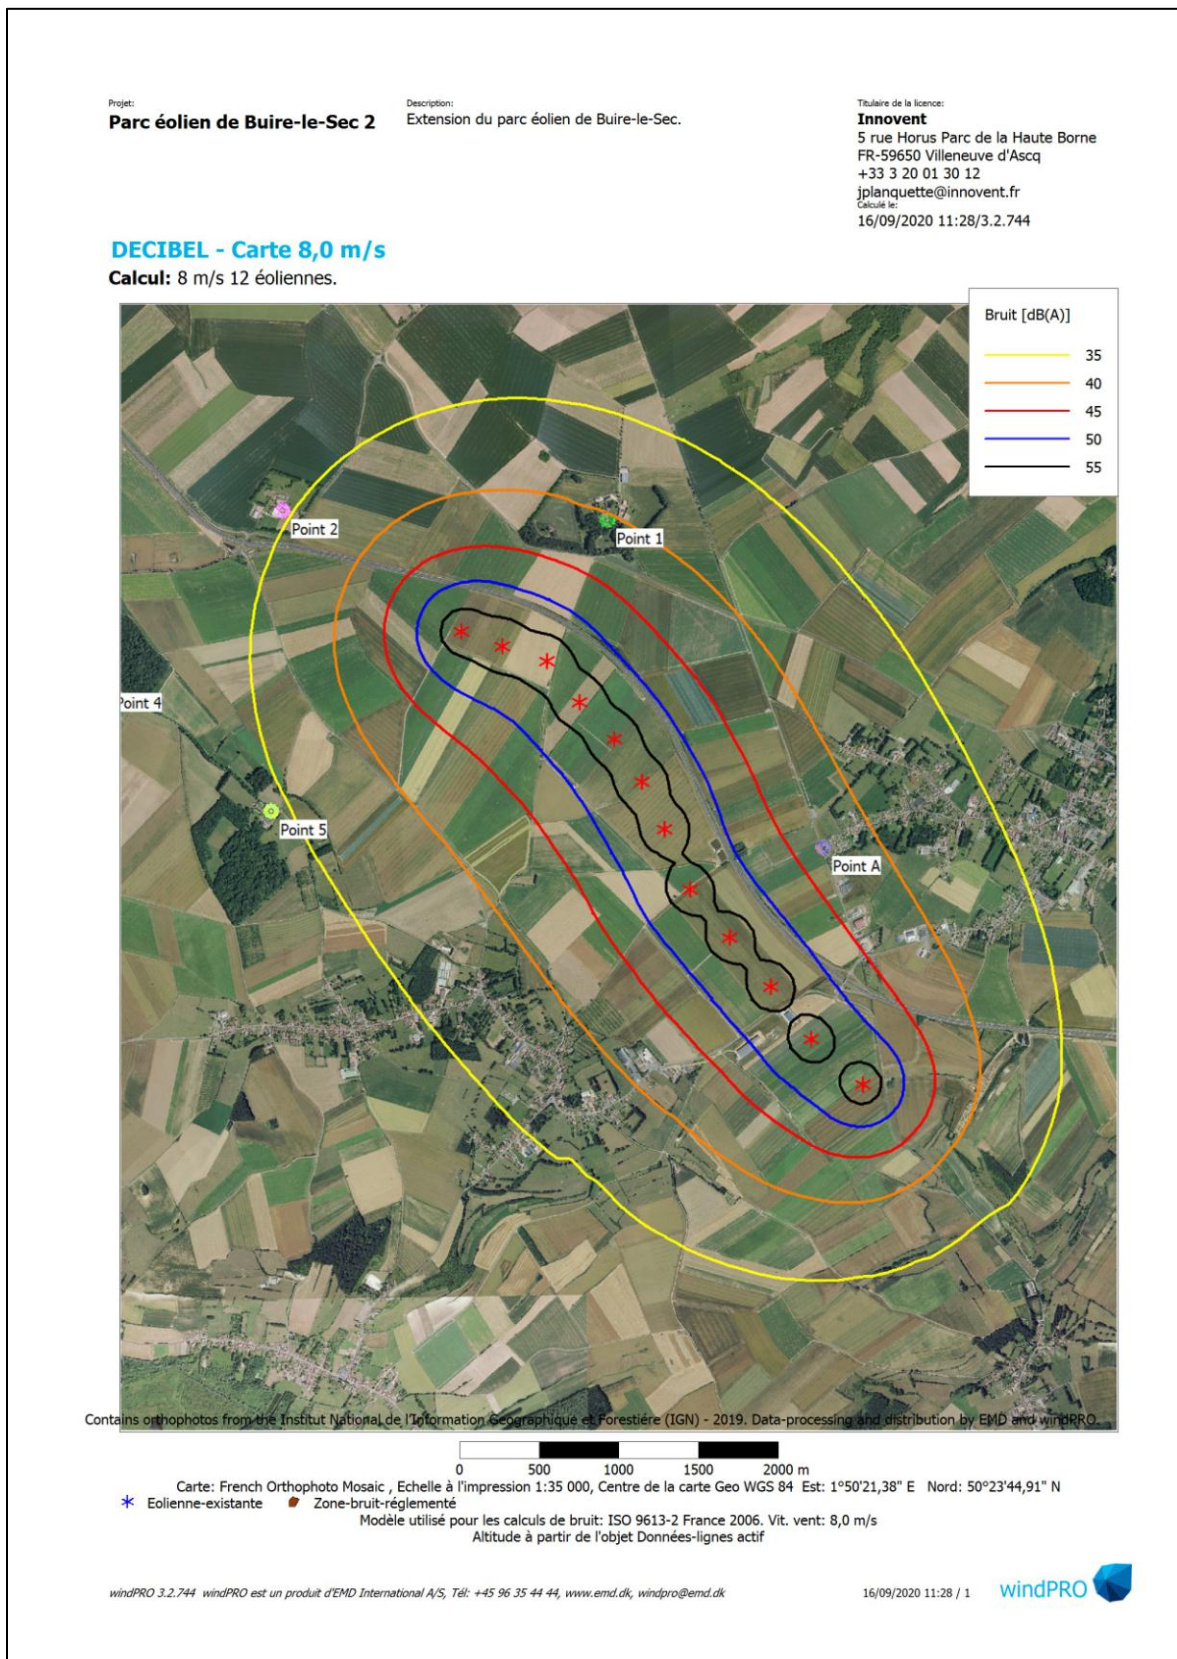 Projet:
Parc éolien de Buire-le-Sec 2
Description:
Extension du parc éolien de Buire-le-Sec.
Titulaire de la licence:
Innovent
5 rue Horus Parc de la Haute Borne
FR-59650 Villeneuve d'Ascq
+33 3 20 01 30 12
jplanquette@innovent.fr
Calculé le:
16/09/2020 11:28/3.2.744
DECIBEL - Carte 8,0 m/s
Calcul: 8 m/s 12 éoliennes.
Bruit [dB(A)]
35
40
45
50
55
Point 2
Point 1
Point 4
Point 5
Point A
Contains orthophotos from the Institut National de l'Information Géographique et Forestière (IGN) - 2019. Data-processing and distribution by EMD and windPRO.
0 500 1000 1500 2000 m
Carte: French Orthophoto Mosaic , Echelle à l'impression 1:35 000, Centre de la carte Geo WGS 84 Est: 1°50'21,38" E Nord: 50°23'44,91" N
Eolienne-existante Zone-bruit-réglementé
Modèle utilisé pour les calculs de bruit: ISO 9613-2 France 2006. Vit. vent: 8,0 m/s
Altitude à partir de l'objet Données-lignes actif
windPRO 3.2.744 windPRO est un produit d'EMD International A/S, Tél: +45 96 35 44 44, www.emd.dk, windpro@emd.dk
16/09/2020 11:28 / 1
windPRO